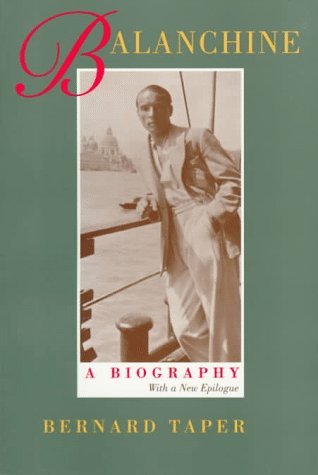 BALANCHINE
A BIOGRAPHY
With a New Epilogue
BERNARD TAPER